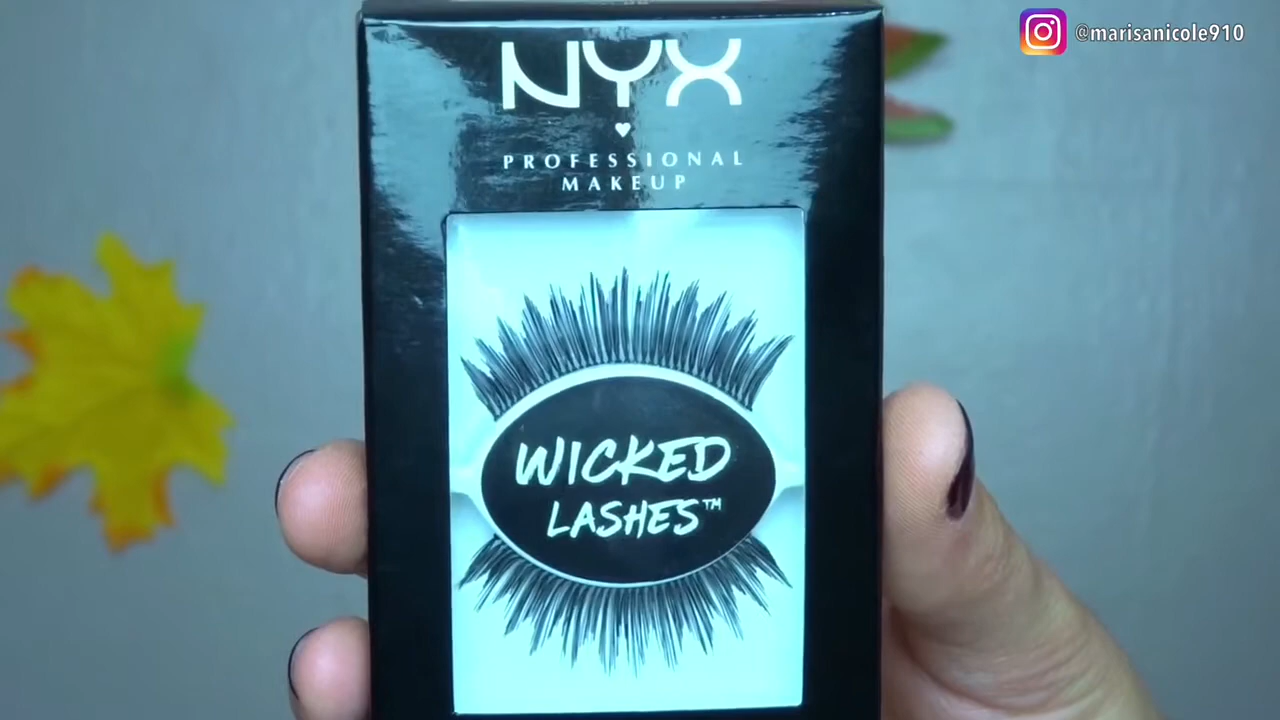 @marisanicole910
NYX
PROFESSIONAL
MAKEUP
WICKED
LASHES™